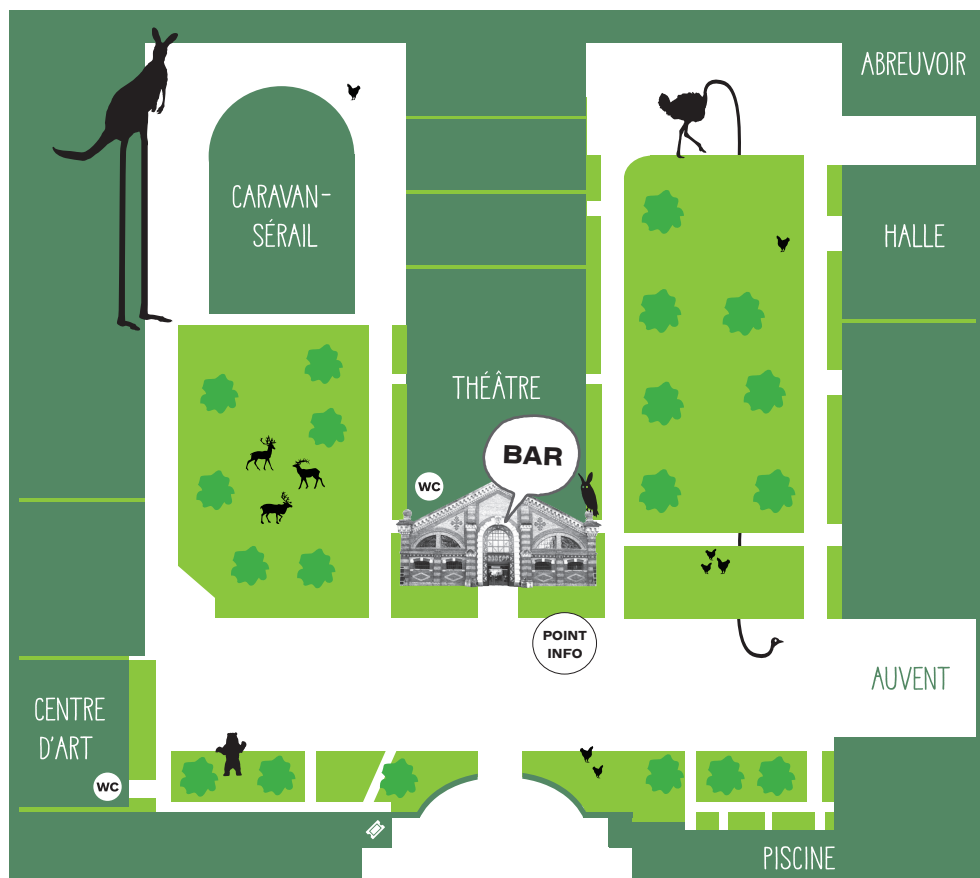 ABREUVOIR
CARAVAN-
SÉRAIL
HALLE
THÉÂTRE
BAR
WC
POINT
INFO
AUVENT
CENTRE
D'ART
WC
PISCINE